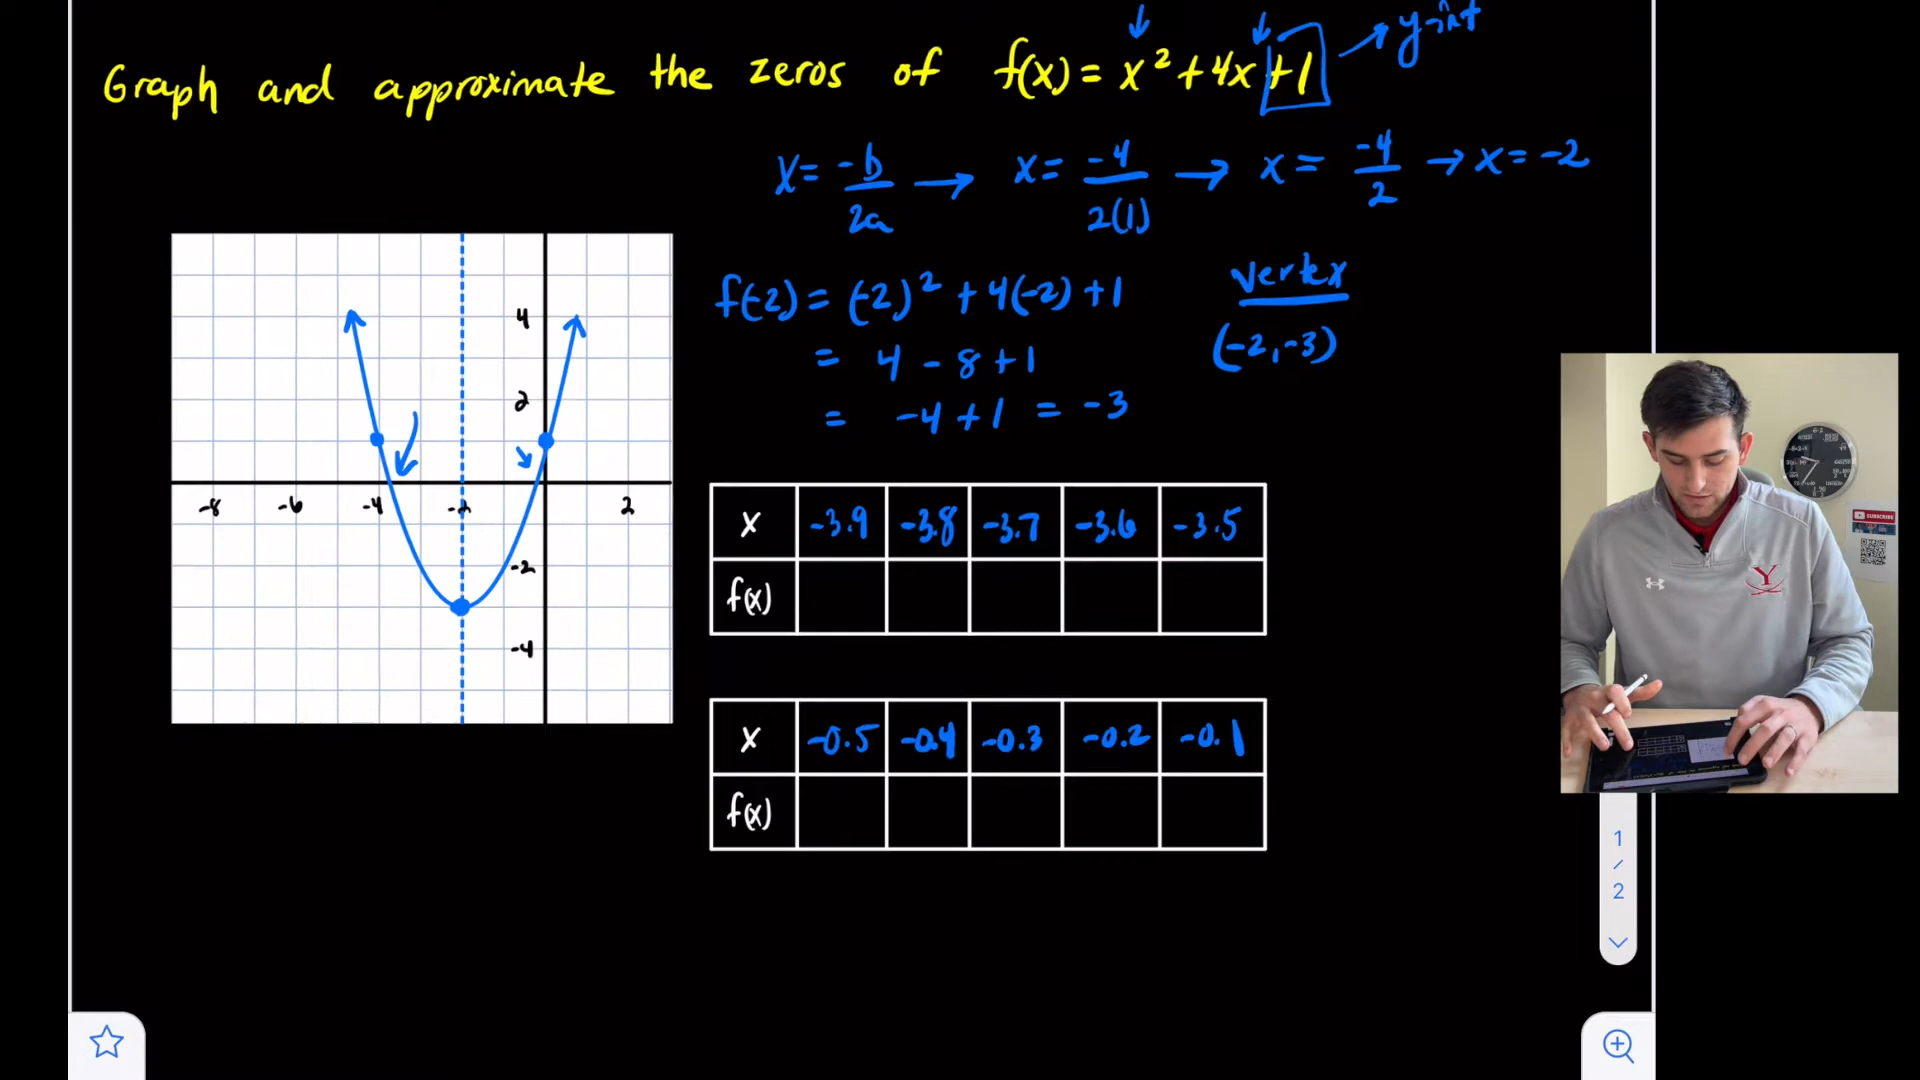 y-int
Graph and approximate the zeros of f(x) = x² + 4x + 1
x = -b/2a → x = -4/2(1) → x = -4/2 → x = -2
f(-2) = (-2)² + 4(-2) + 1
vertex
= 4 - 8 + 1
(-2, -3)
= -4 + 1 = -3
4
2
-8 -6 -4 -2 2
-2
-4
x -3.9 -3.8 -3.7 -3.6 -3.5
f(x)
x -0.5 -0.4 -0.3 -0.2 -0.1
f(x)
SUBSCRIBE
Y
1
/
2